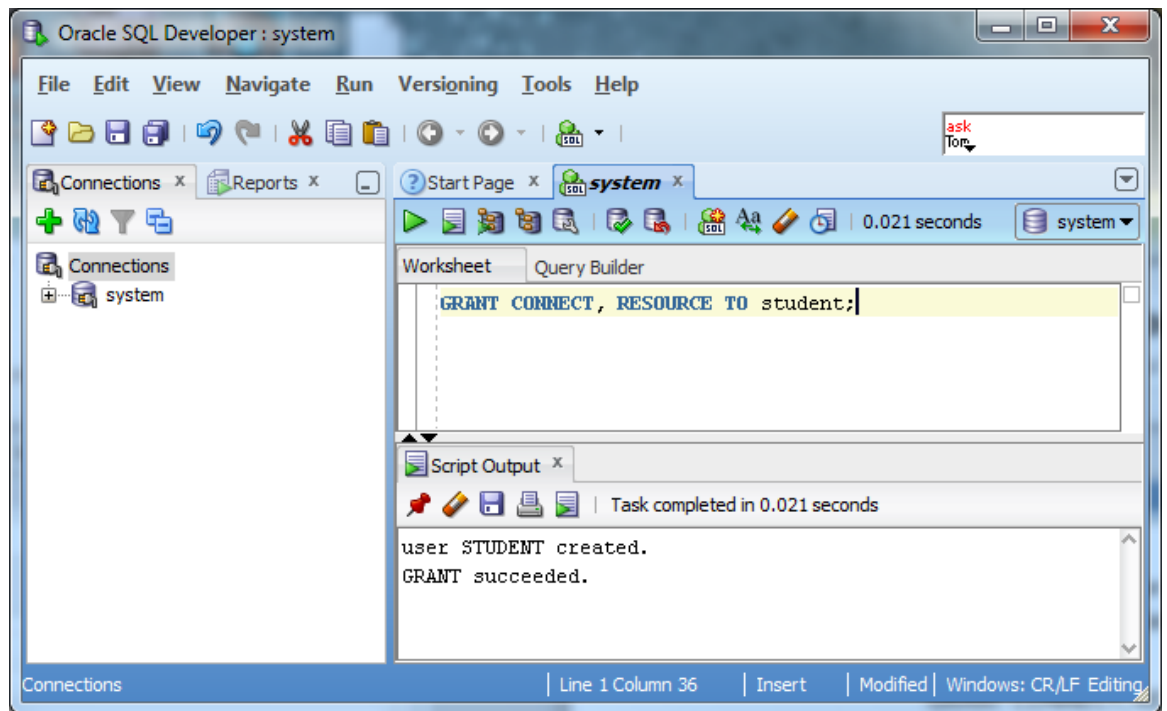 Oracle SQL Developer : system
File Edit View Navigate Run Versioning Tools Help
ask
Tom
Connections x Reports x
Start Page x system x
0.021 seconds system
Connections
system
Worksheet Query Builder
GRANT CONNECT, RESOURCE TO student;
Script Output x
Task completed in 0.021 seconds
user STUDENT created.
GRANT succeeded.
Connections Line 1 Column 36 Insert Modified Windows: CR/LF Editing